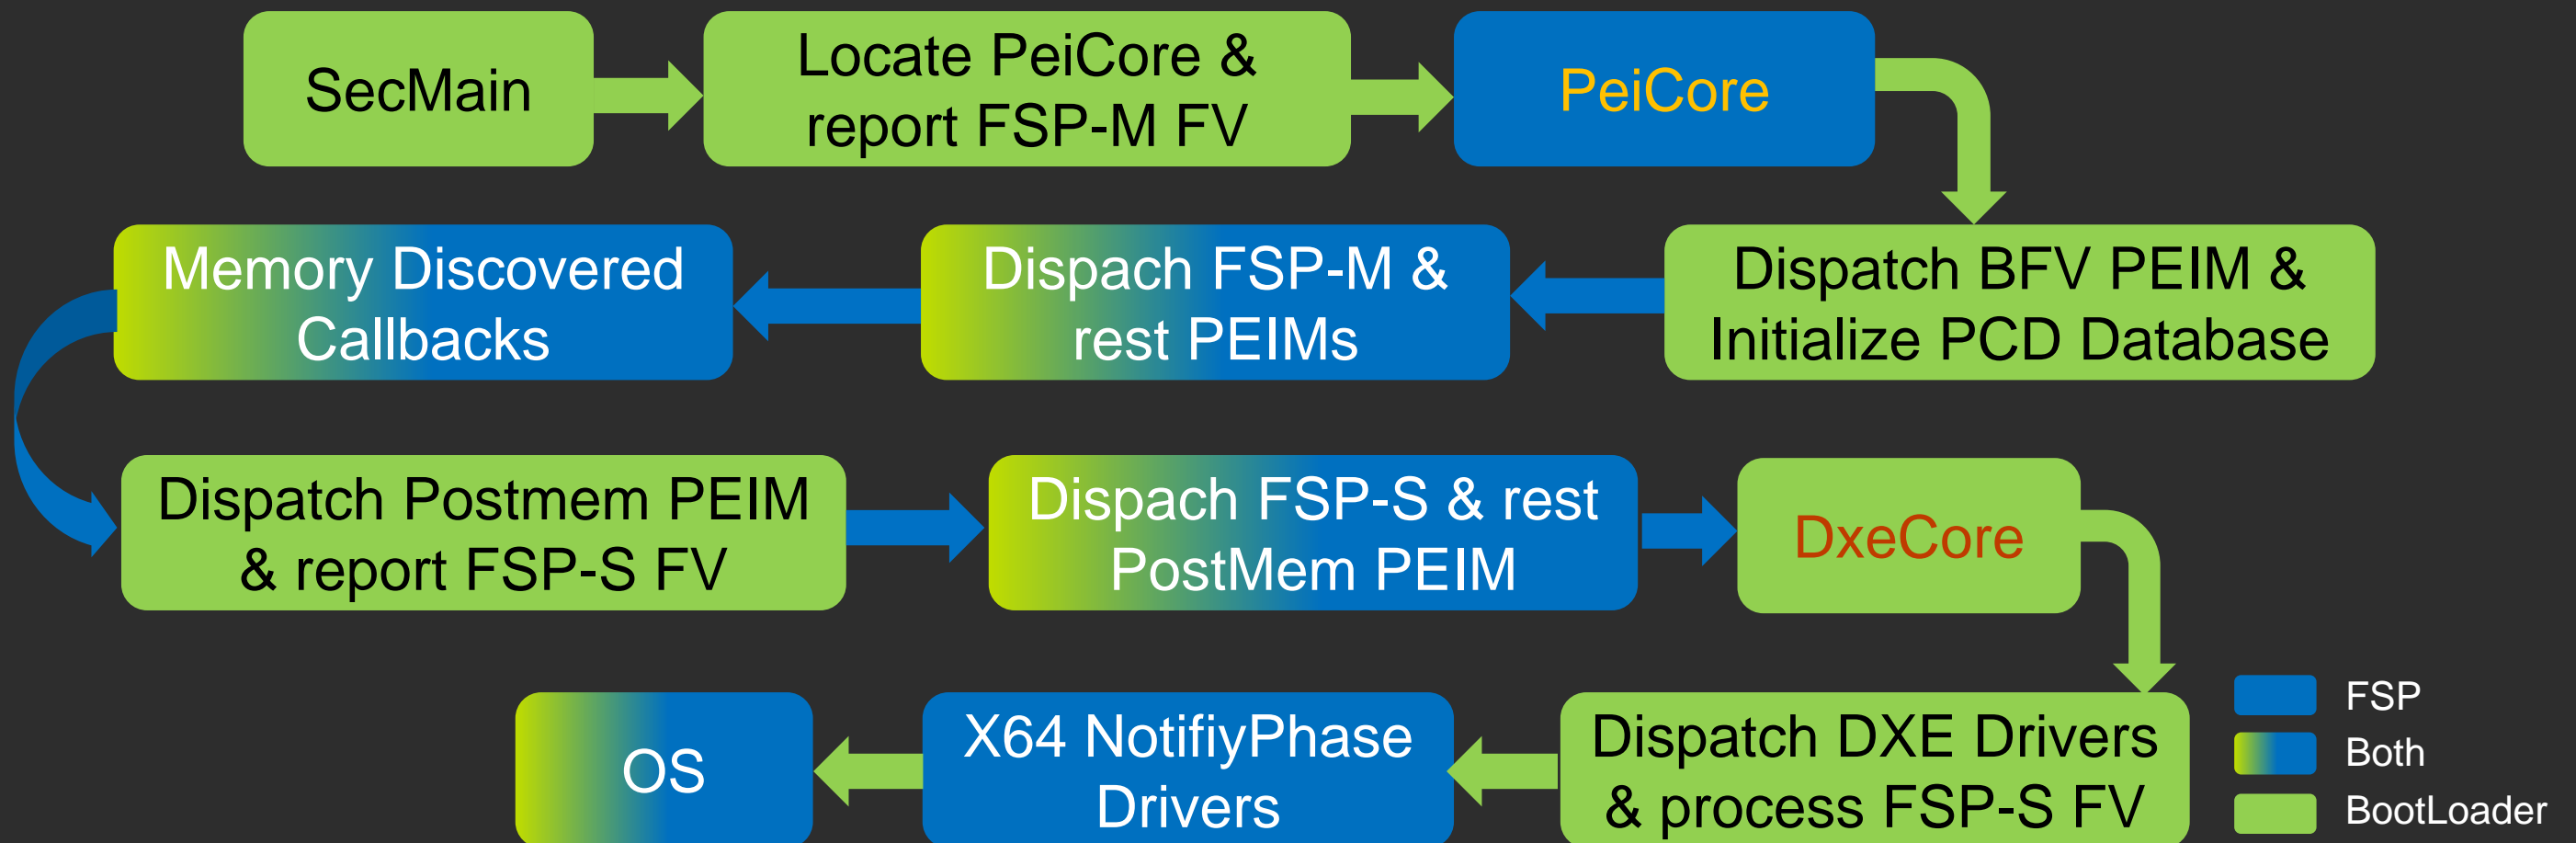 SecMain
Locate PeiCore &
report FSP-M FV
PeiCore
Dispatch BFV PEIM &
Initialize PCD Database
Dispach FSP-M &
rest PEIMs
Memory Discovered
Callbacks
Dispatch Postmem PEIM
& report FSP-S FV
Dispach FSP-S & rest
PostMem PEIM
DxeCore
Dispatch DXE Drivers
& process FSP-S FV
X64 NotifiyPhase
Drivers
OS
FSP
Both
BootLoader